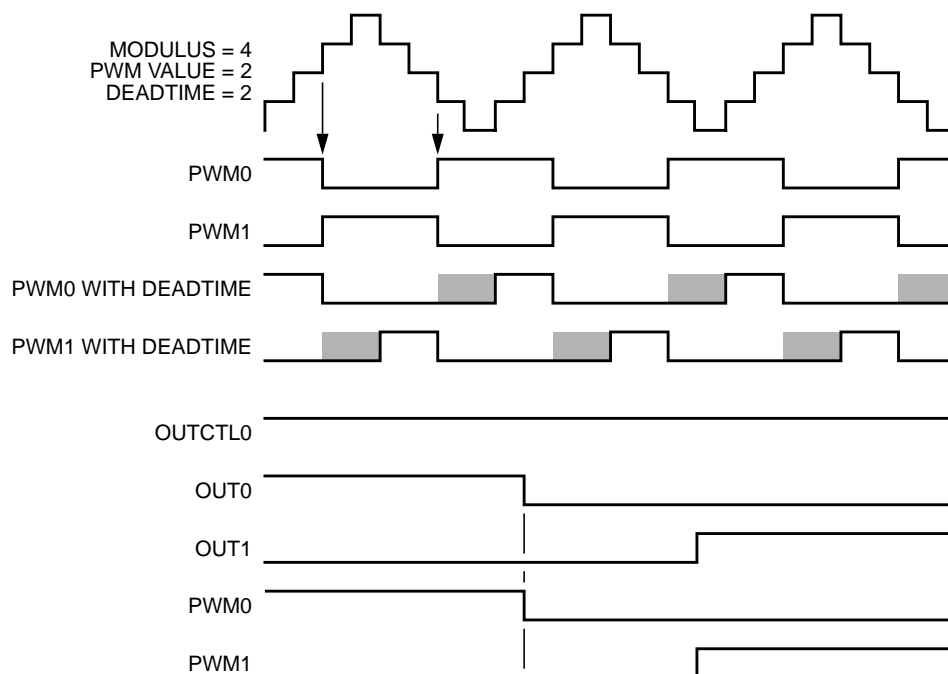 MODULUS = 4
PWM VALUE = 2
DEADTIME = 2
PWM0
PWM1
PWM0 WITH DEADTIME
PWM1 WITH DEADTIME
OUTCTL0
OUT0
OUT1
PWM0
PWM1